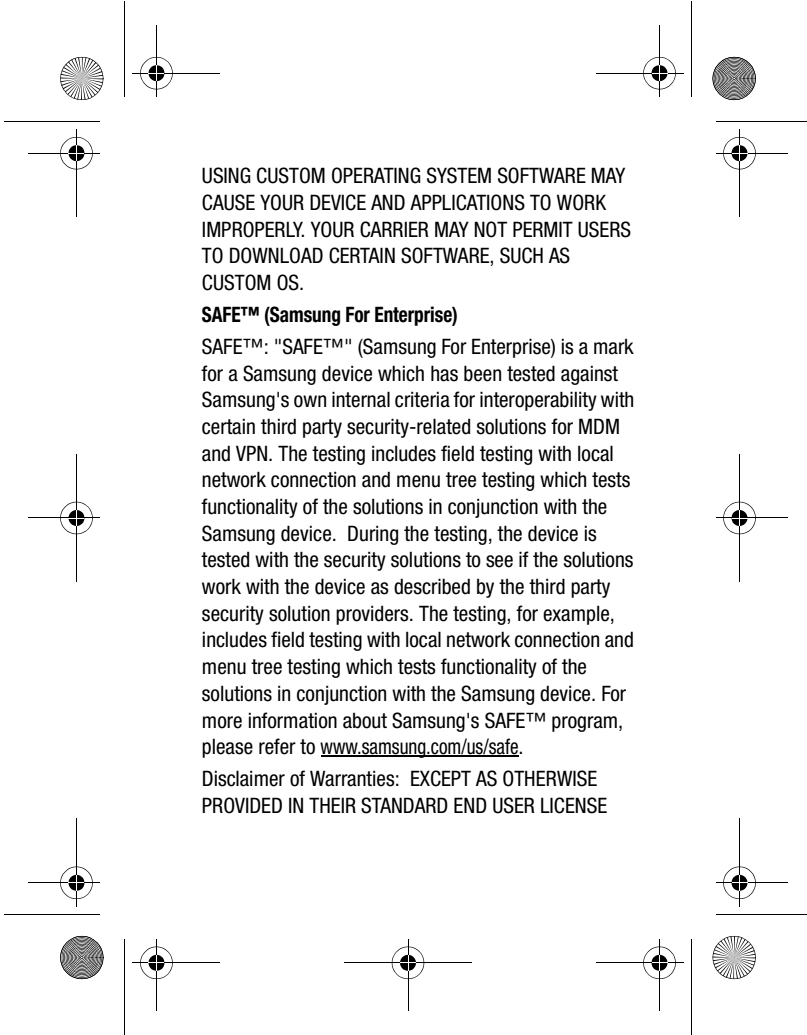 USING CUSTOM OPERATING SYSTEM SOFTWARE MAY
CAUSE YOUR DEVICE AND APPLICATIONS TO WORK
IMPROPERLY. YOUR CARRIER MAY NOT PERMIT USERS
TO DOWNLOAD CERTAIN SOFTWARE, SUCH AS
CUSTOM OS.
SAFE™ (Samsung For Enterprise)
SAFE™: "SAFE™" (Samsung For Enterprise) is a mark
for a Samsung device which has been tested against
Samsung's own internal criteria for interoperability with
certain third party security-related solutions for MDM
and VPN. The testing includes field testing with local
network connection and menu tree testing which tests
functionality of the solutions in conjunction with the
Samsung device.  During the testing, the device is
tested with the security solutions to see if the solutions
work with the device as described by the third party
security solution providers. The testing, for example,
includes field testing with local network connection and
menu tree testing which tests functionality of the
solutions in conjunction with the Samsung device. For
more information about Samsung's SAFE™ program,
please refer to www.samsung.com/us/safe.
Disclaimer of Warranties:  EXCEPT AS OTHERWISE
PROVIDED IN THEIR STANDARD END USER LICENSE